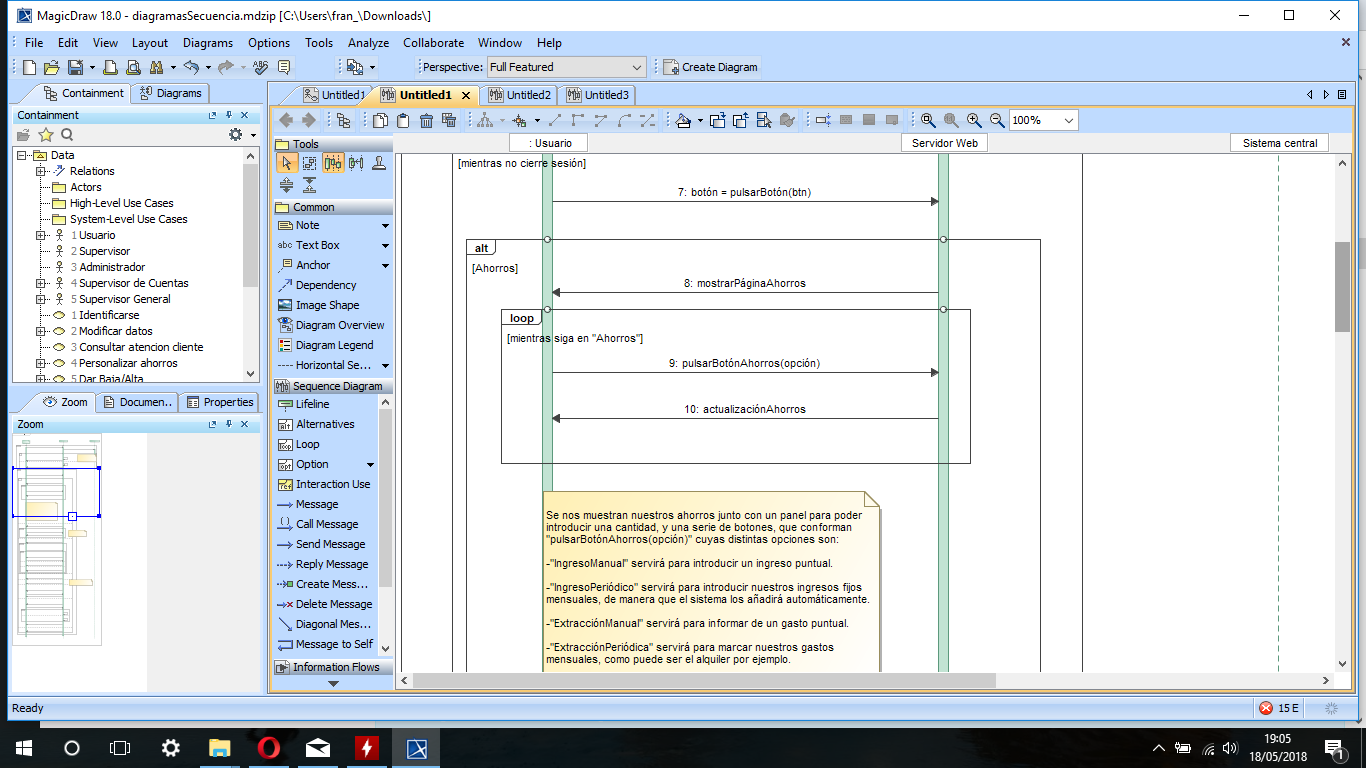 MagicDraw 18.0 - diagramasSecuencia.mdzip [C:\Users\fran_\Downloads\]
File Edit View Layout Diagrams Options Tools Analyze Collaborate Window Help
Perspective: Full Featured Create Diagram
Containment Diagrams
Untitled1 Untitled1 Untitled2 Untitled3
Containment
100%
Data
Relations
Actors
High-Level Use Cases
System-Level Use Cases
1 Usuario
2 Supervisor
3 Administrador
4 Supervisor de Cuentas
5 Supervisor General
1 Identificarse
2 Modificar datos
3 Consultar atencion cliente
4 Personalizar ahorros
5 Dar Baja/Alta
Zoom Documen... Properties
Zoom
Tools
Common
Note
abc Text Box
Anchor
Dependency
Image Shape
Diagram Overview
Diagram Legend
Horizontal Se...
Sequence Diagram
Lifeline
Alternatives
Loop
Option
Interaction Use
Message
Call Message
Send Message
Reply Message
Create Mess...
Delete Message
Diagonal Mes...
Message to Self
Information Flows
: Usuario
Servidor Web
Sistema central
[mientras no cierre sesión]
7: botón = pulsarBotón(btn)
alt
[Ahorros]
8: mostrarPáginaAhorros
loop
[mientras siga en "Ahorros"]
9: pulsarBotónAhorros(opción)
10: actualizaciónAhorros
Se nos muestran nuestros ahorros junto con un panel para poder
introducir una cantidad, y una serie de botones, que conforman
"pulsarBotónAhorros(opción)" cuyas distintas opciones son:
-"IngresoManual" servirá para introducir un ingreso puntual.
-"IngresoPeriódico" servirá para introducir nuestros ingresos fijos
mensuales, de manera que el sistema los añadirá automáticamente.
-"ExtracciónManual" servirá para informar de un gasto puntual.
-"ExtracciónPeriódica" servirá para marcar nuestros gastos
mensuales, como puede ser el alquiler por ejemplo.
Ready
15 E
19:05
18/05/2018
1